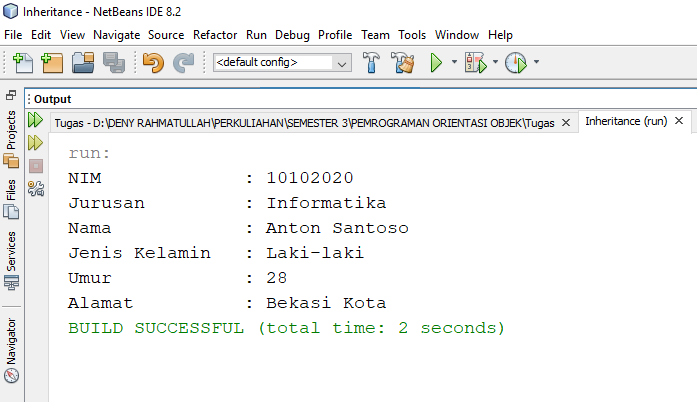 Inheritance - NetBeans IDE 8.2
File Edit View Navigate Source Refactor Run Debug Profile Team Tools Window Help
<default config>
Output
Tugas - D:\DENY RAHMATULLAH\PERKULIAHAN\SEMESTER 3\PEMROGRAMAN ORIENTASI OBJEK\Tugas Inheritance (run)
Projects
Files
Services
Navigator
run:
NIM : 10102020
Jurusan : Informatika
Nama : Anton Santoso
Jenis Kelamin : Laki-laki
Umur : 28
Alamat : Bekasi Kota
BUILD SUCCESSFUL (total time: 2 seconds)